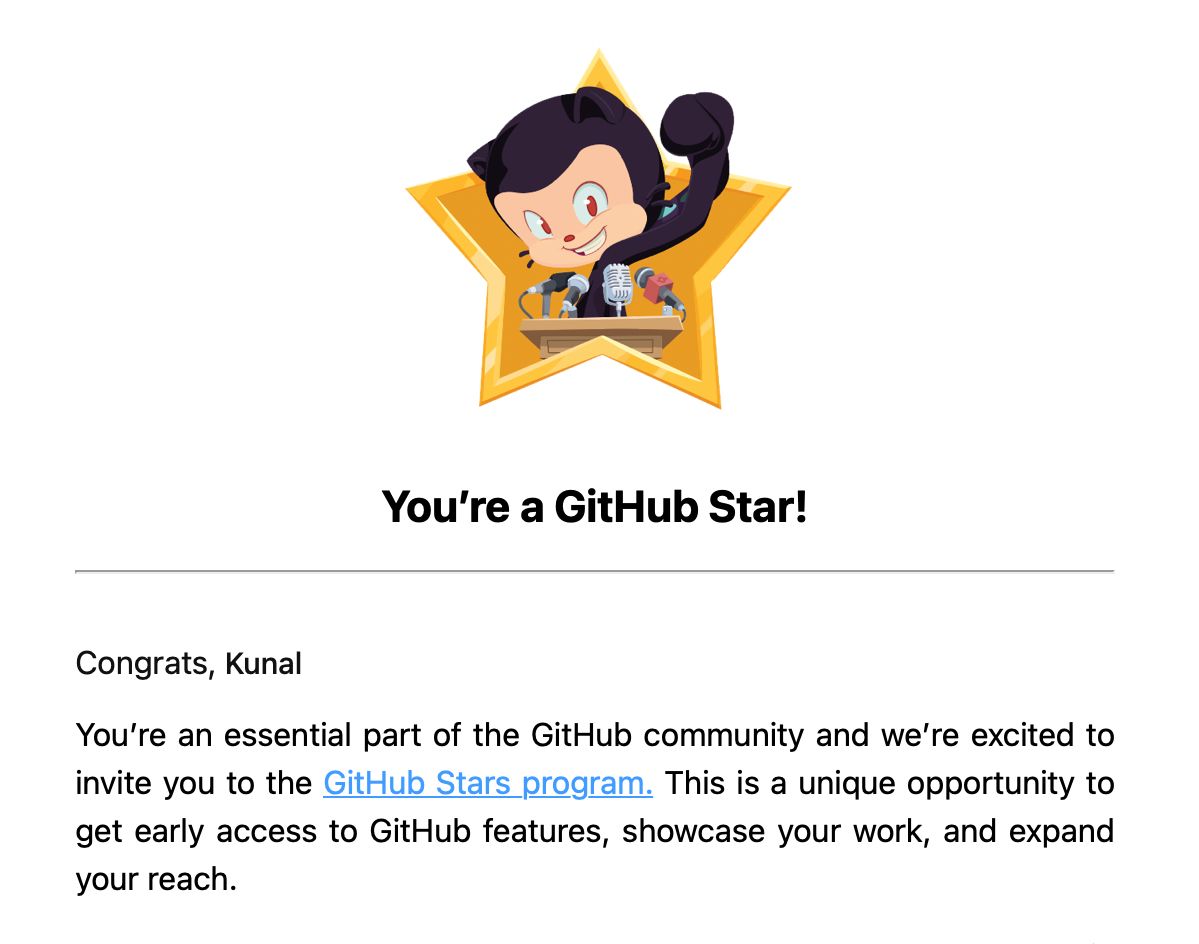 You’re a GitHub Star!
Congrats, Kunal
You’re an essential part of the GitHub community and we’re excited to
invite you to the GitHub Stars program. This is a unique opportunity to
get early access to GitHub features, showcase your work, and expand
your reach.